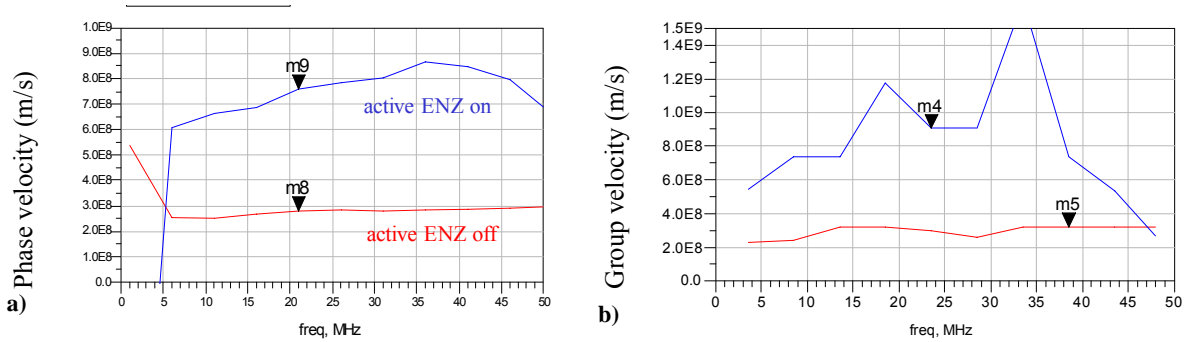 Phase velocity (m/s)
1.0E9
9.0E8
8.0E8
7.0E8
6.0E8
5.0E8
4.0E8
3.0E8
2.0E8
1.0E8
0.0
m9
active ENZ on
m8
active ENZ off
0 5 10 15 20 25 30 35 40 45 50
freq, MHz
a)
Group velocity (m/s)
1.5E9
1.4E9
1.2E9
1.0E9
8.0E8
6.0E8
4.0E8
2.0E8
0.0
m4
m5
0 5 10 15 20 25 30 35 40 45 50
freq, MHz
b)